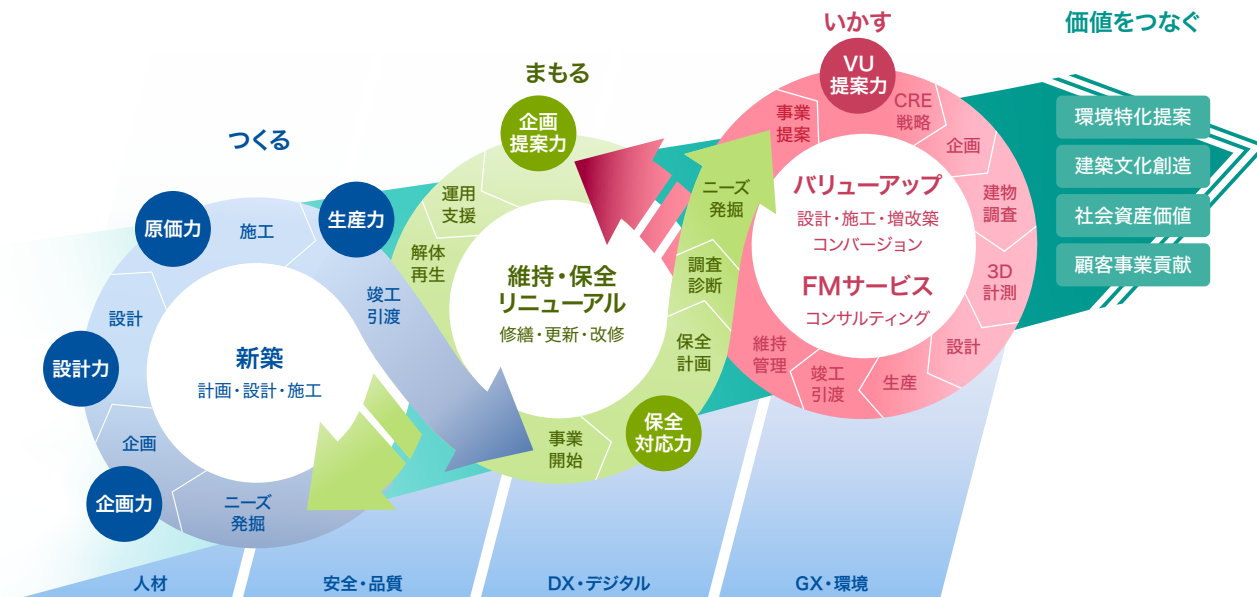 つくる
原価力
施工
生産力
竣工
引渡
設計
設計力
企画
企画力
ニーズ
発掘
新築
計画・設計・施工
まもる
企画
提案力
運用
支援
解体
再生
維持・保全
リニューアル
修繕・更新・改修
ニーズ
発掘
調査
診断
保全
計画
保全
対応力
事業
開始
いかす
VU
提案力
事業
提案
CRE
戦略
企画
建物
調査
3D
計測
設計
生産
竣工
引渡
維持
管理
バリューアップ
設計・施工・増改築
コンバージョン
FMサービス
コンサルティング
価値をつなぐ
環境特化提案
建築文化創造
社会資産価値
顧客事業貢献
人材
安全・品質
DX・デジタル
GX・環境